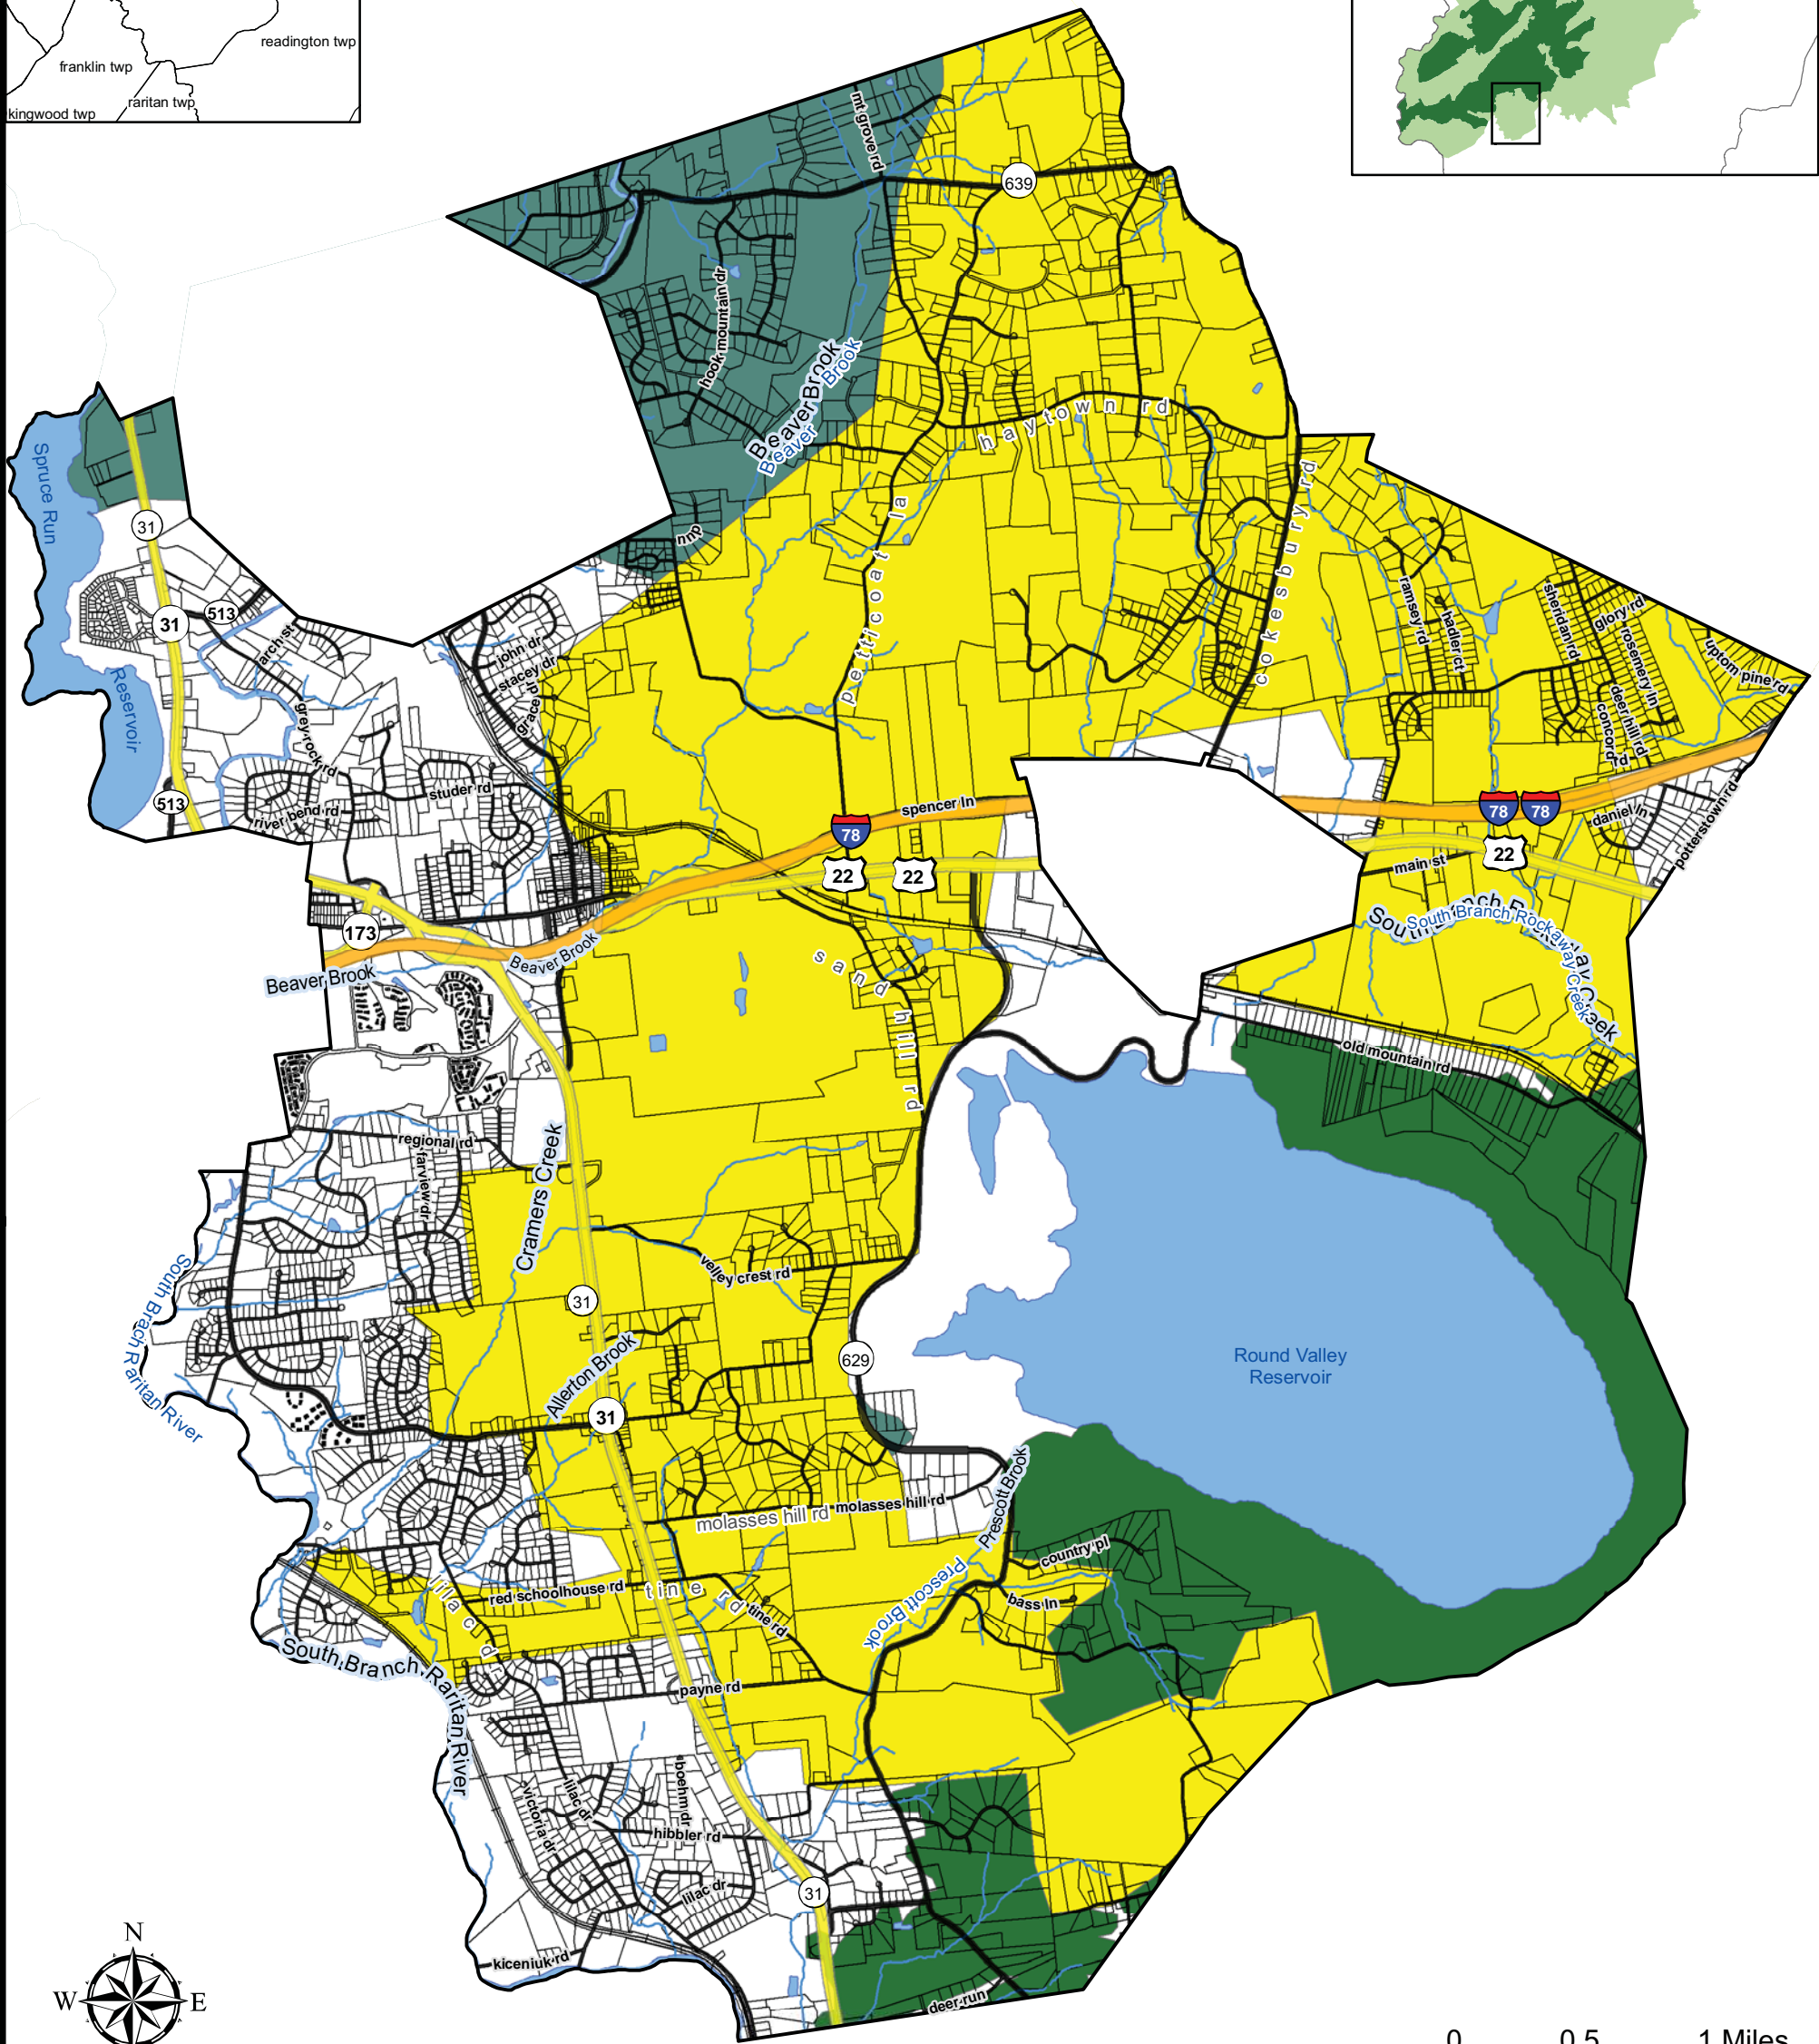 readington twp
franklin twp
raritan twp
kingwood twp
mt grove rd
639
hook mountain dr
Beaver Brook
Beaver Brook
haytown rd
Spruce Run
Reservoir
31
31
513
arch st
grey rock rd
513
river bend rd
studer rd
john dr
stacey dr
grace dr
petticoat la
cokesbury rd
ramsey rd
hadler ct
sheridan rd
glory rd
rosemery ln
uptom pine rd
deer hill rd
concord rd
spencer ln
78
78
78
22
22
22
daniel ln
potterstown rd
main st
South Branch Rockaway Creek
South Branch Rockaway Creek
173
Beaver Brook
Beaver Brook
sand hill rd
old mountain rd
regional rd
farview dr
Cramers Creek
velley crest rd
South Brach Raritan River
31
Allerton Brook
31
629
Round Valley
Reservoir
molasses hill rd
molasses hill rd
Prescott Brook
Prescott Brook
country pl
bass ln
red schoolhouse rd
tine rd
tine rd
lilac dr
South Branch Raritan River
payne rd
boehm dr
lilac dr
victoria dr
hibbler rd
lilac dr
31
kiceniuk rd
deer run
N
W
E
0 0.5 1 Miles